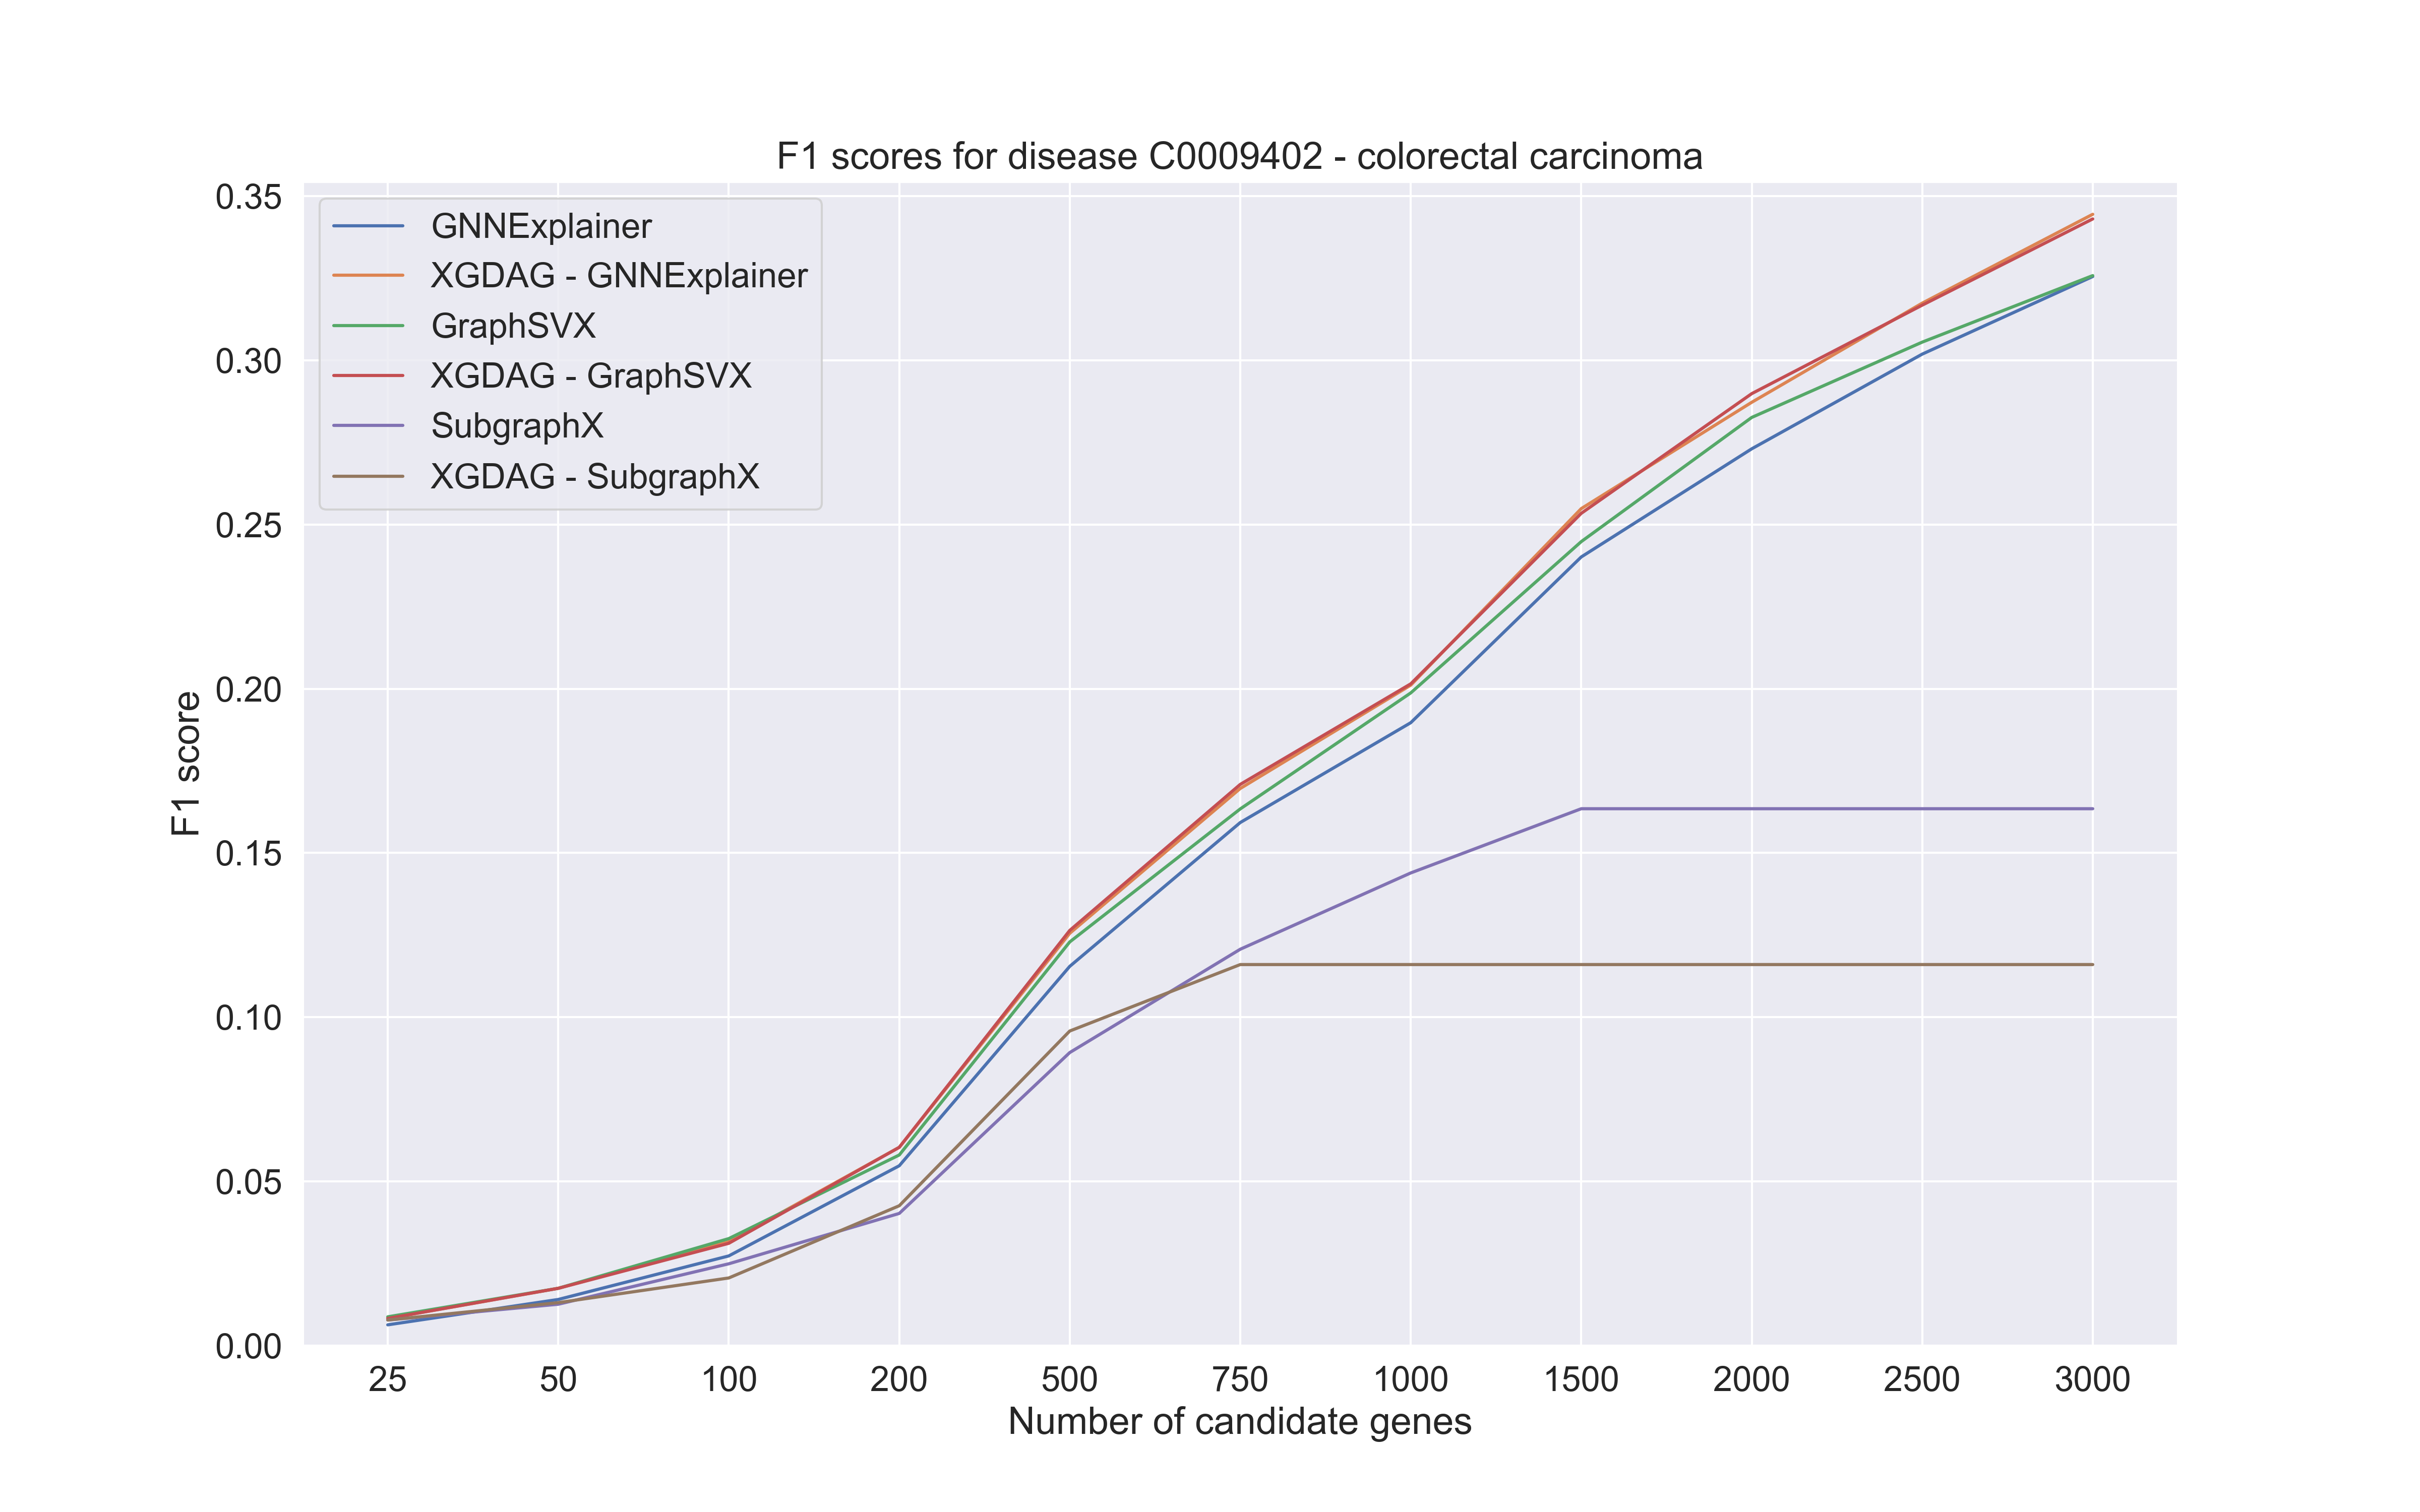 F1 scores for disease C0009402 - colorectal carcinoma
0.35
0.30
0.25
0.20
0.15
0.10
0.05
0.00
F1 score
GNNExplainer
XGDAG - GNNExplainer
GraphSVX
XGDAG - GraphSVX
SubgraphX
XGDAG - SubgraphX
25 50 100 200 500 750 1000 1500 2000 2500 3000
Number of candidate genes